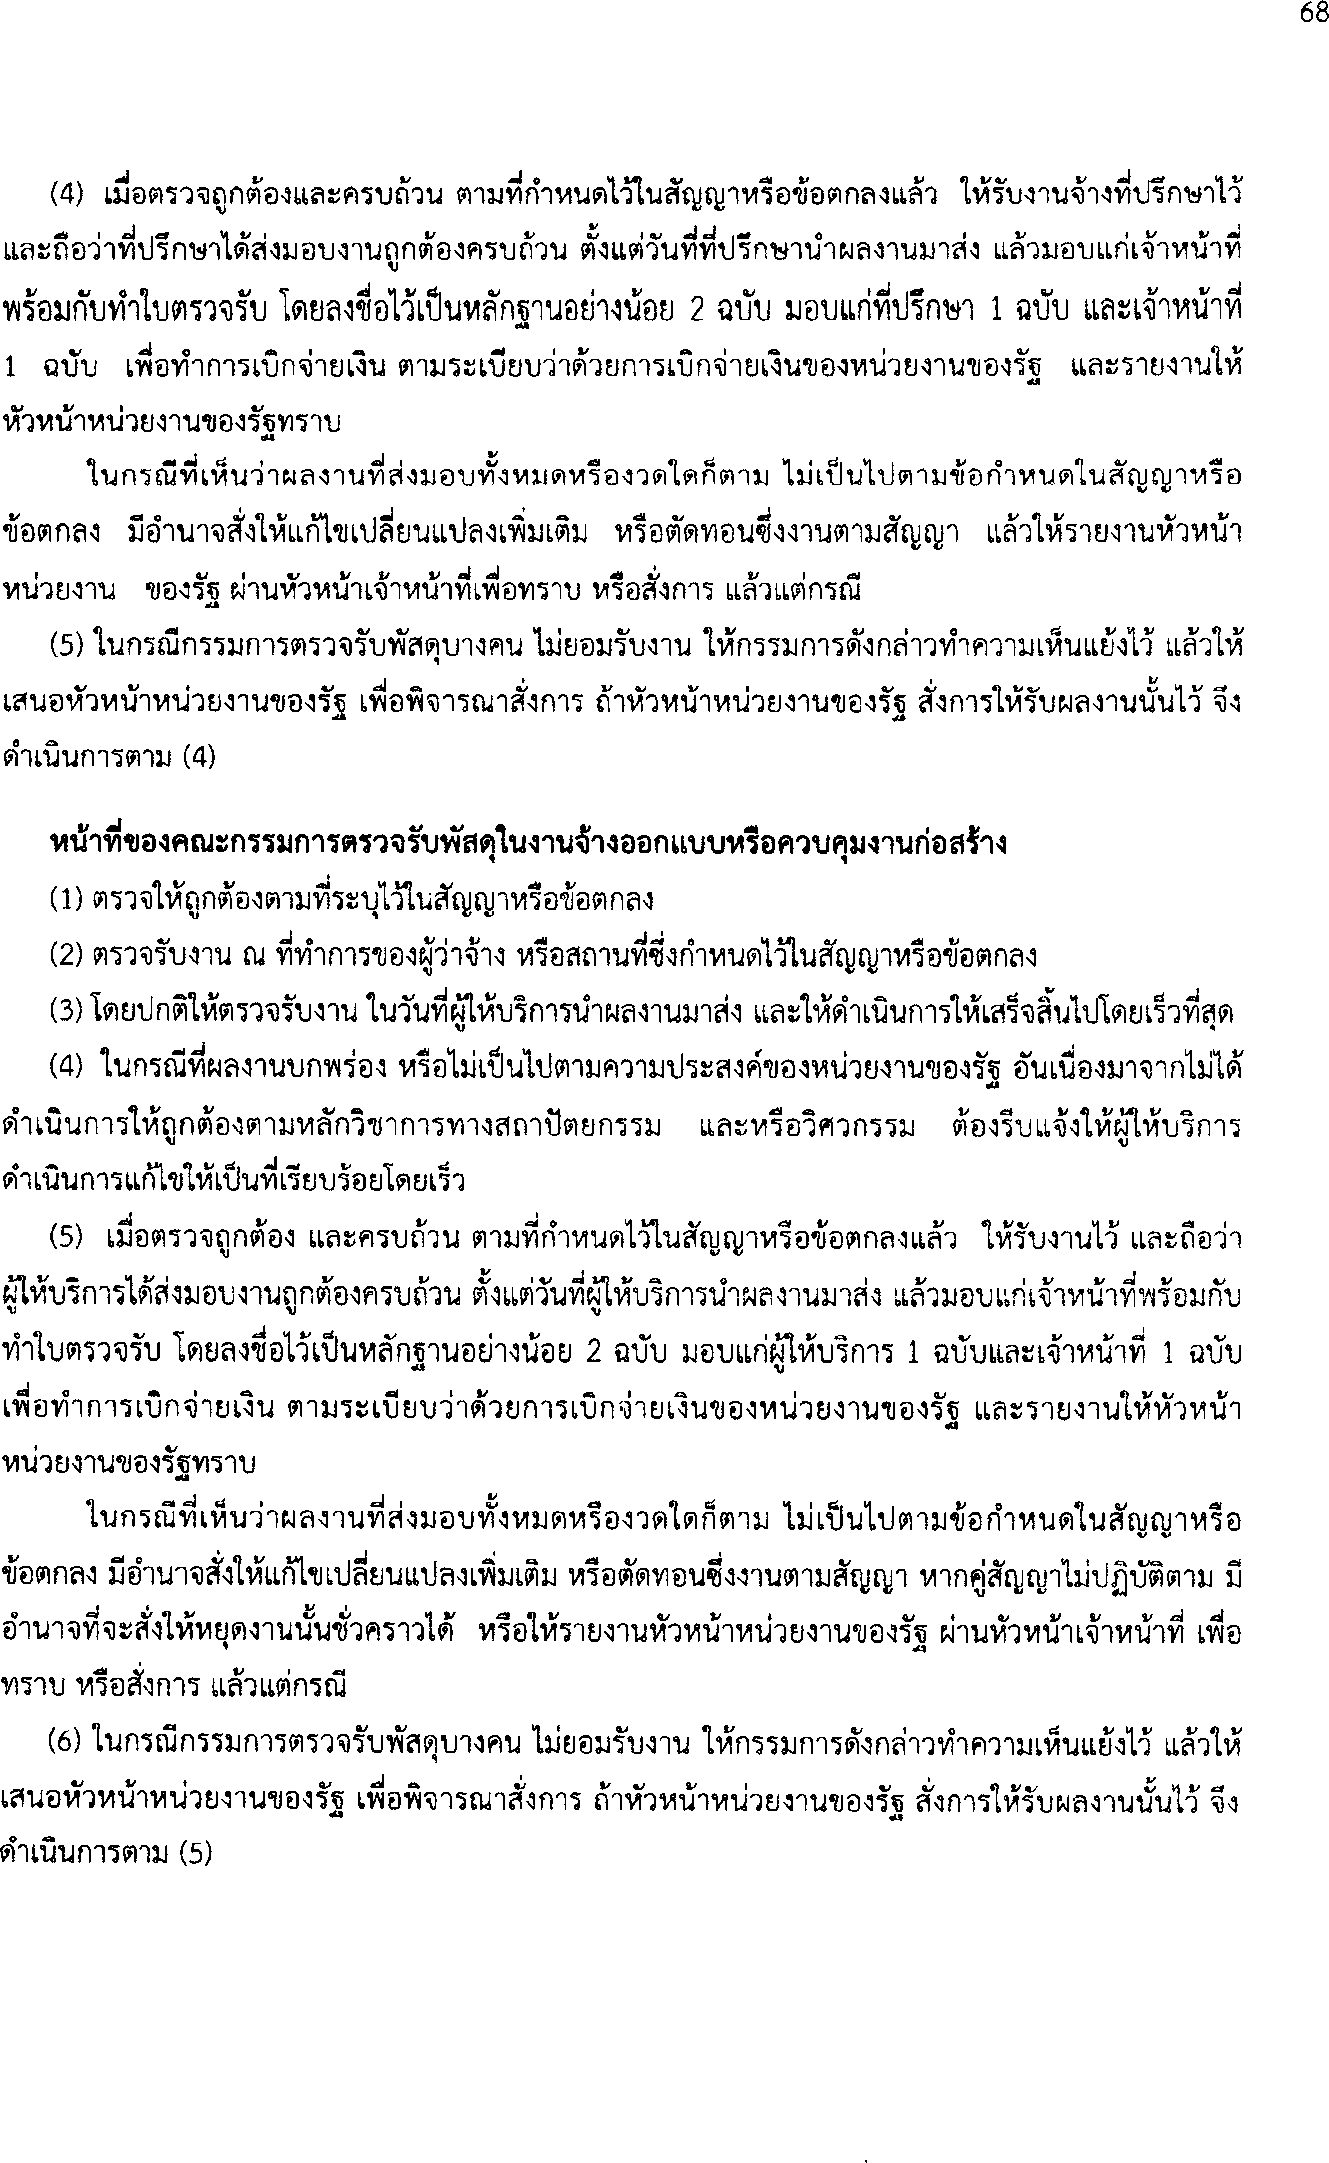 68
(4) เมื่อตรวจถูกต้องและครบถ้วน ตามที่กำหนดไว้ในสัญญาหรือข้อตกลงแล้ว ให้รับงานจ้างที่ปรึกษาไว้
และถือว่าที่ปรึกษาได้ส่งมอบงานถูกต้องครบถ้วน ตั้งแต่วันที่ที่ปรึกษานำผลงานมาส่ง แล้วมอบแก่เจ้าหน้าที่
พร้อมกับทำใบตรวจรับ โดยลงชื่อไว้เป็นหลักฐานอย่างน้อย 2 ฉบับ มอบแก่ที่ปรึกษา 1 ฉบับ และเจ้าหน้าที่
1 ฉบับ เพื่อทำการเบิกจ่ายเงิน ตามระเบียบว่าด้วยการเบิกจ่ายเงินของหน่วยงานของรัฐ และรายงานให้
หัวหน้าหน่วยงานของรัฐทราบ
ในกรณีที่เห็นว่าผลงานที่ส่งมอบทั้งหมดหรืองวดใดก็ตาม ไม่เป็นไปตามข้อกำหนดในสัญญาหรือ
ข้อตกลง มีอำนาจสั่งให้แก้ไขเปลี่ยนแปลงเพิ่มเติม หรือตัดทอนซึ่งงานตามสัญญา แล้วให้รายงานหัวหน้า
หน่วยงาน ของรัฐ ผ่านหัวหน้าเจ้าหน้าที่เพื่อทราบ หรือสั่งการ แล้วแต่กรณี
(5) ในกรณีกรรมการตรวจรับพัสดุบางคน ไม่ยอมรับงาน ให้กรรมการดังกล่าวทำความเห็นแย้งไว้ แล้วให้
เสนอหัวหน้าหน่วยงานของรัฐ เพื่อพิจารณาสั่งการ ถ้าหัวหน้าหน่วยงานของรัฐ สั่งการให้รับผลงานนั้นไว้ จึง
ดำเนินการตาม (4)
หน้าที่ของคณะกรรมการตรวจรับพัสดุในงานจ้างออกแบบหรือควบคุมงานก่อสร้าง
(1) ตรวจให้ถูกต้องตามที่ระบุไว้ในสัญญาหรือข้อตกลง
(2) ตรวจรับงาน ณ ที่ทำการของผู้ว่าจ้าง หรือสถานที่ซึ่งกำหนดไว้ในสัญญาหรือข้อตกลง
(3) โดยปกติให้ตรวจรับงาน ในวันที่ผู้ให้บริการนำผลงานมาส่ง และให้ดำเนินการให้เสร็จสิ้นไปโดยเร็วที่สุด
(4) ในกรณีที่ผลงานบกพร่อง หรือไม่เป็นไปตามความประสงค์ของหน่วยงานของรัฐ อันเนื่องมาจากไม่ได้
ดำเนินการให้ถูกต้องตามหลักวิชาการทางสถาปัตยกรรม และหรือวิศวกรรม ต้องรีบแจ้งให้ผู้ให้บริการ
ดำเนินการแก้ไขให้เป็นที่เรียบร้อยโดยเร็ว
(5) เมื่อตรวจถูกต้อง และครบถ้วน ตามที่กำหนดไว้ในสัญญาหรือข้อตกลงแล้ว ให้รับงานไว้ และถือว่า
ผู้ให้บริการได้ส่งมอบงานถูกต้องครบถ้วน ตั้งแต่วันที่ผู้ให้บริการนำผลงานมาส่ง แล้วมอบแก่เจ้าหน้าที่พร้อมกับ
ทำใบตรวจรับ โดยลงชื่อไว้เป็นหลักฐานอย่างน้อย 2 ฉบับ มอบแก่ผู้ให้บริการ 1 ฉบับและเจ้าหน้าที่ 1 ฉบับ
เพื่อทำการเบิกจ่ายเงิน ตามระเบียบว่าด้วยการเบิกจ่ายเงินของหน่วยงานของรัฐ และรายงานให้หัวหน้า
หน่วยงานของรัฐทราบ
ในกรณีที่เห็นว่าผลงานที่ส่งมอบทั้งหมดหรืองวดใดก็ตาม ไม่เป็นไปตามข้อกำหนดในสัญญาหรือ
ข้อตกลง มีอำนาจสั่งให้แก้ไขเปลี่ยนแปลงเพิ่มเติม หรือตัดทอนซึ่งงานตามสัญญา หากคู่สัญญาไม่ปฏิบัติตาม มี
อำนาจที่จะสั่งให้หยุดงานนั้นชั่วคราวได้ หรือให้รายงานหัวหน้าหน่วยงานของรัฐ ผ่านหัวหน้าเจ้าหน้าที่ เพื่อ
ทราบ หรือสั่งการ แล้วแต่กรณี
(6) ในกรณีกรรมการตรวจรับพัสดุบางคน ไม่ยอมรับงาน ให้กรรมการดังกล่าวทำความเห็นแย้งไว้ แล้วให้
เสนอหัวหน้าหน่วยงานของรัฐ เพื่อพิจารณาสั่งการ ถ้าหัวหน้าหน่วยงานของรัฐ สั่งการให้รับผลงานนั้นไว้ จึง
ดำเนินการตาม (5)